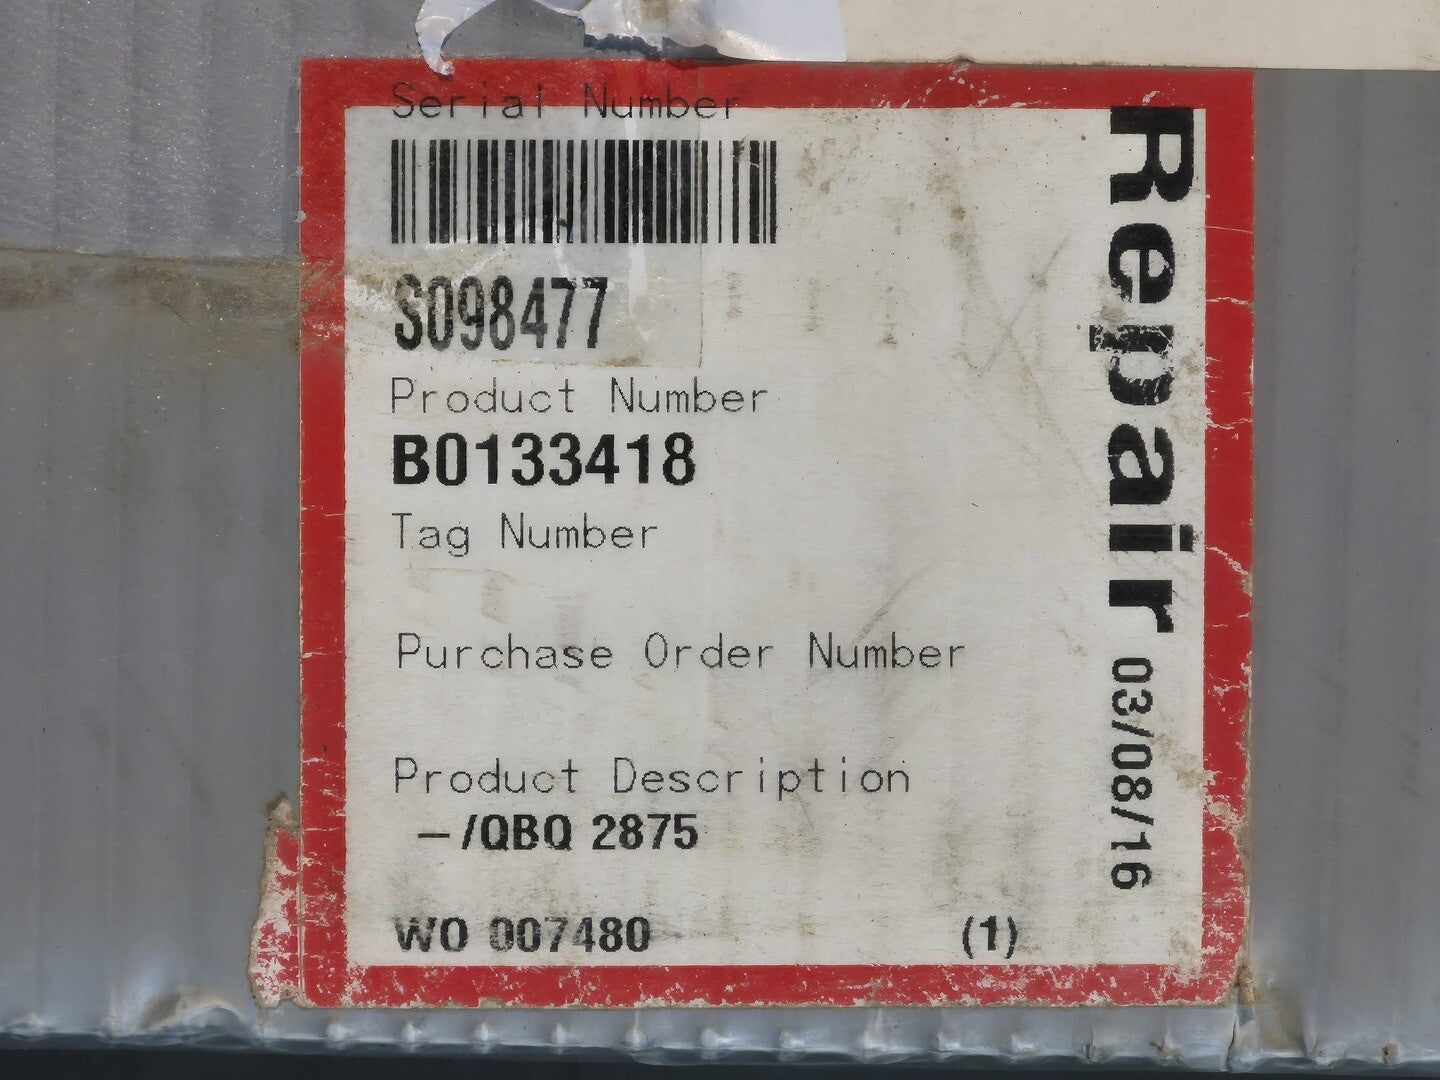 Serial Number
S098477
Product Number
B0133418
Tag Number
Purchase Order Number
Product Description
–/QBQ 2875
WO 007480 (1)
Repair 03/08/16